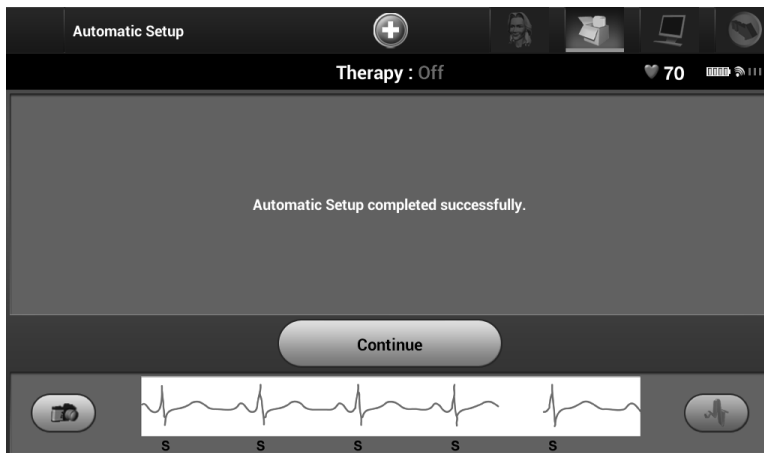 Automatic Setup
Therapy : Off
70
Automatic Setup completed successfully.
Continue
S S S S S